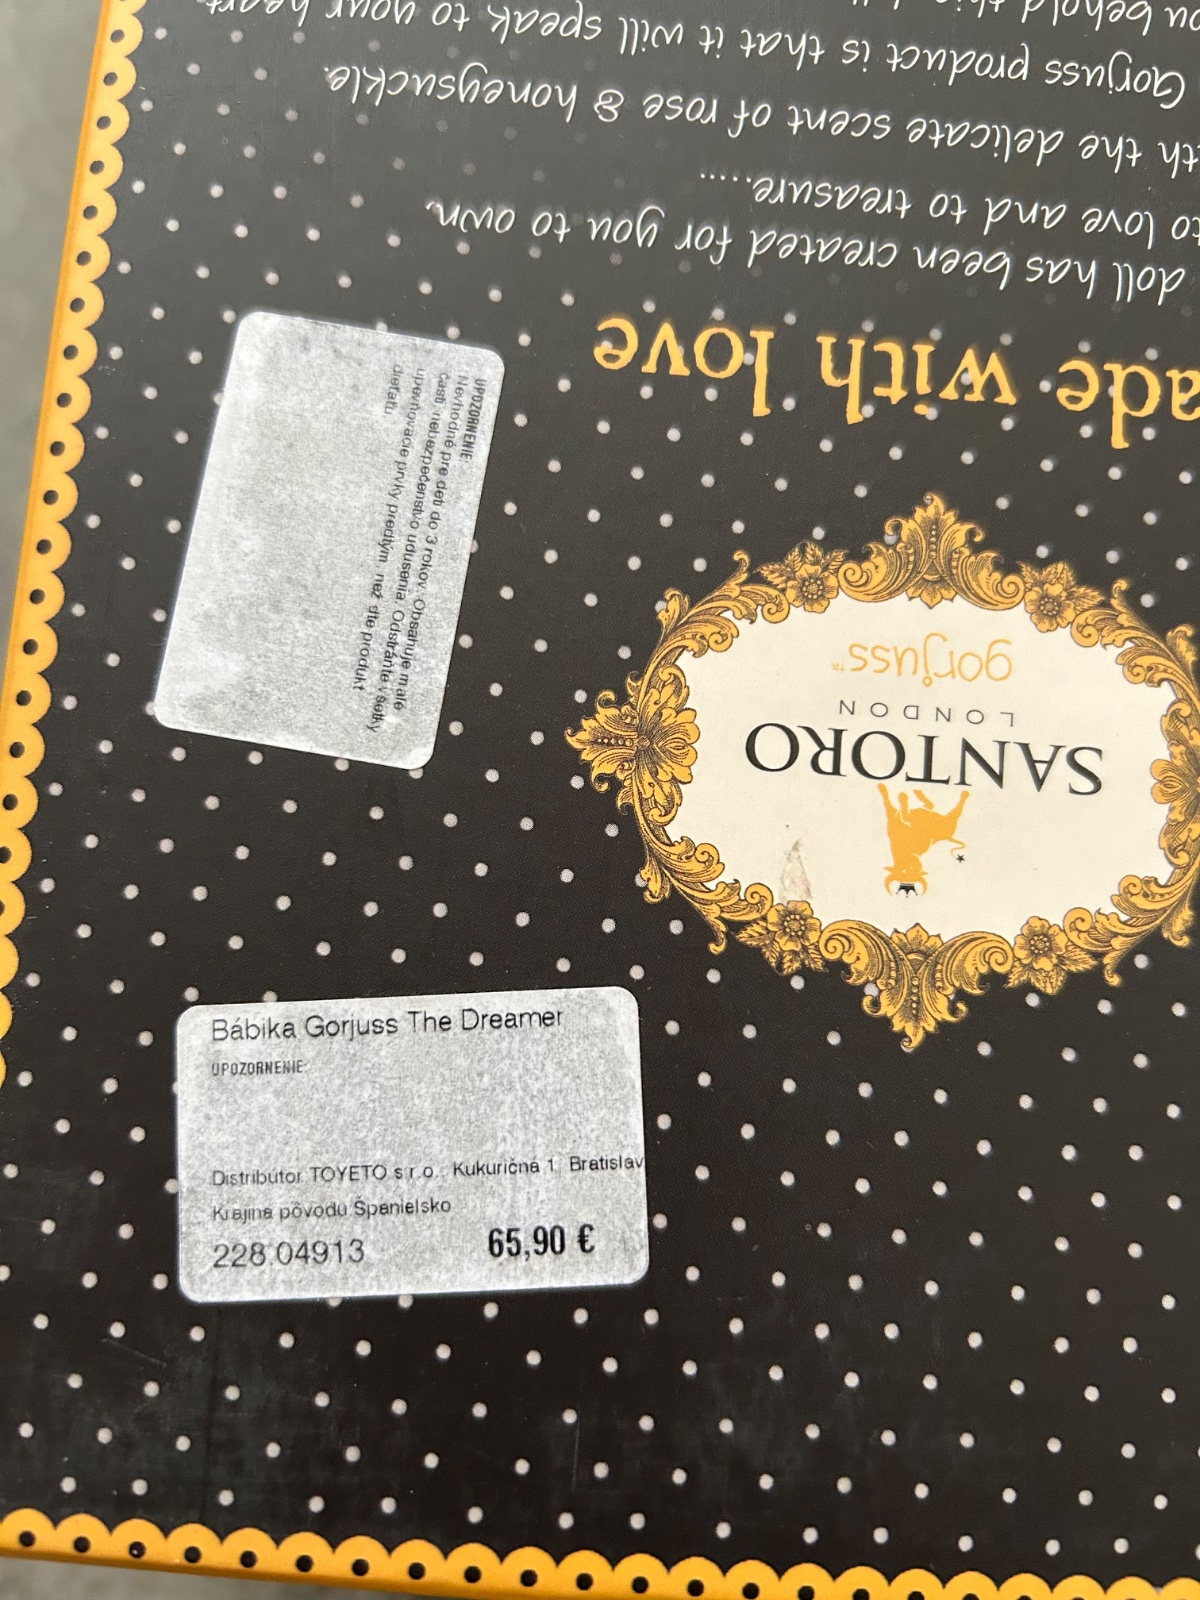 ade with love
doll has been created for you to own,
to love and to treasure.....
the delicate scent of rose & honeysuckle.
Gorjuss product is that it will speak to your heart
behold
SANTORO
LONDON
gorjuss™
UPOZORNENIE:
Nevhodné pre deti do 3 rokov. Obsahuje malé
časti, nebezpečenstvo udusenia. Odstráňte všetky
upevňovacie prvky predtým, než dte produkt
dieťaťu.
Bábika Gorjuss The Dreamer
UPOZORNENIE:
Distribútor TOYETO s.r.o., Kukuričná 1, Bratislav
Krajina pôvodu Španielsko
228.04913
65,90 €